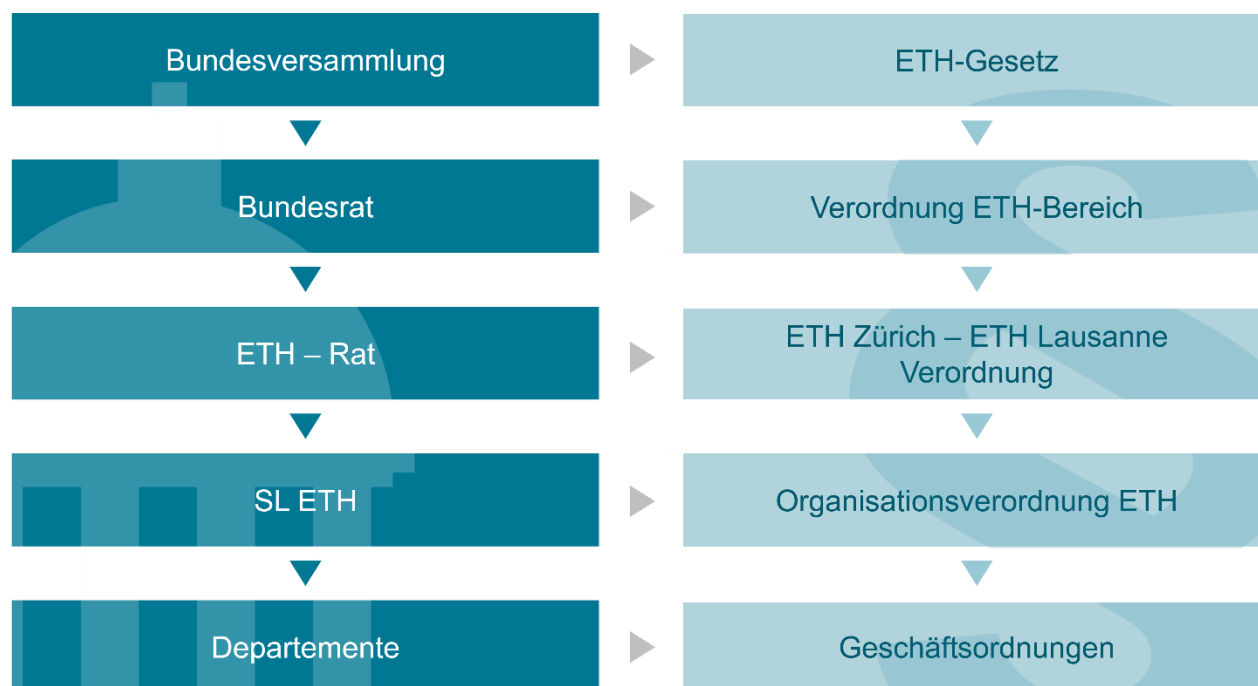 Bundesversammlung
ETH-Gesetz
Bundesrat
Verordnung ETH-Bereich
ETH – Rat
ETH Zürich – ETH Lausanne
Verordnung
SL ETH
Organisationsverordnung ETH
Departemente
Geschäftsordnungen